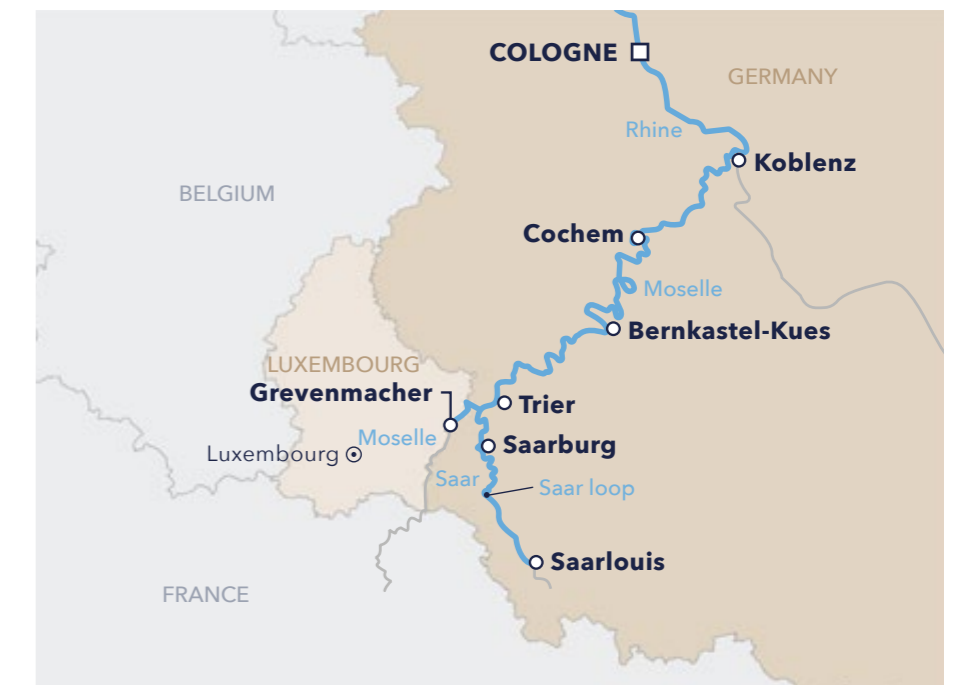 COLOGNE
GERMANY
Rhine
Koblenz
BELGIUM
Cochem
Moselle
Bernkastel-Kues
LUXEMBOURG
Grevenmacher
Trier
Moselle
Saarburg
Luxembourg
Saar
Saar loop
Saarlouis
FRANCE